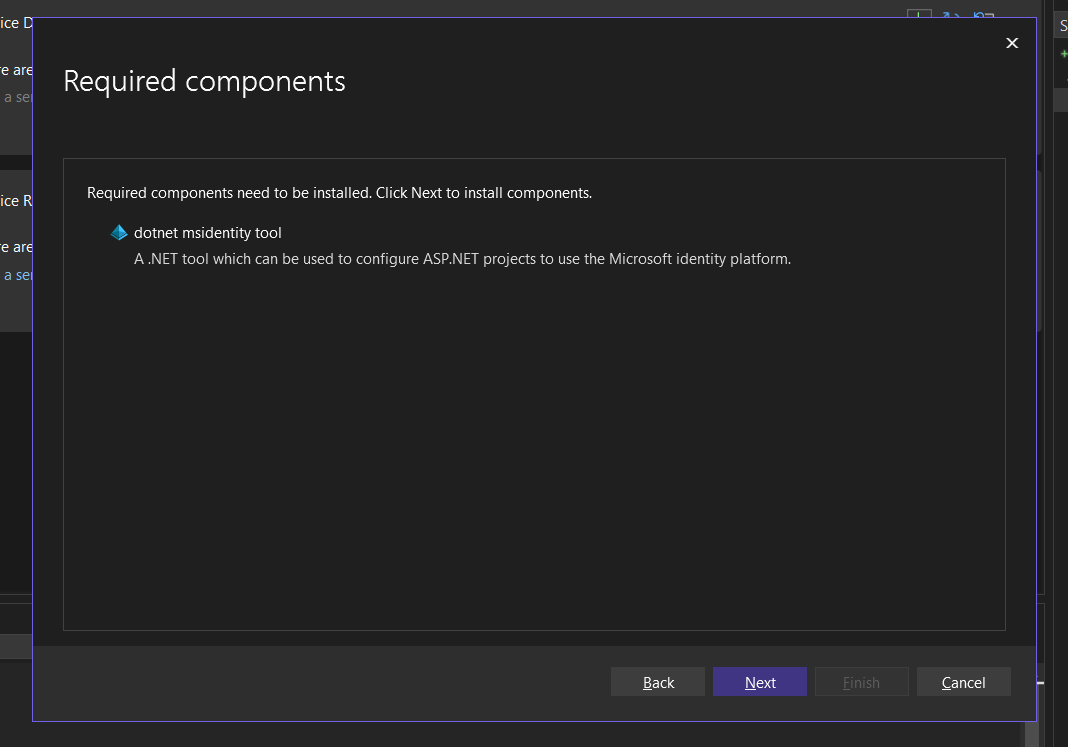 ice D
Required components
re are
a ser
Required components need to be installed. Click Next to install components.
ice R
dotnet msidentity tool
re are
A .NET tool which can be used to configure ASP.NET projects to use the Microsoft identity platform.
a ser
Back
Next
Finish
Cancel